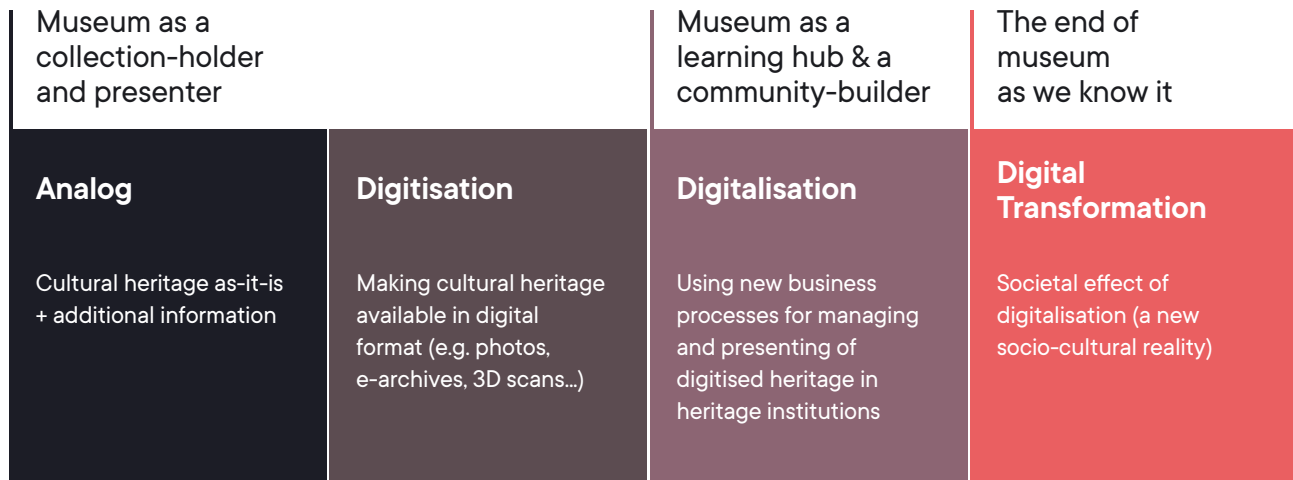 Museum as a
collection-holder
and presenter
Museum as a
learning hub & a
community-builder
The end of
museum
as we know it
Analog
Cultural heritage as-it-is
+ additional information
Digitisation
Making cultural heritage
available in digital
format (e.g. photos,
e-archives, 3D scans...)
Digitalisation
Using new business
processes for managing
and presenting of
digitised heritage in
heritage institutions
Digital
Transformation
Societal effect of
digitalisation (a new
socio-cultural reality)